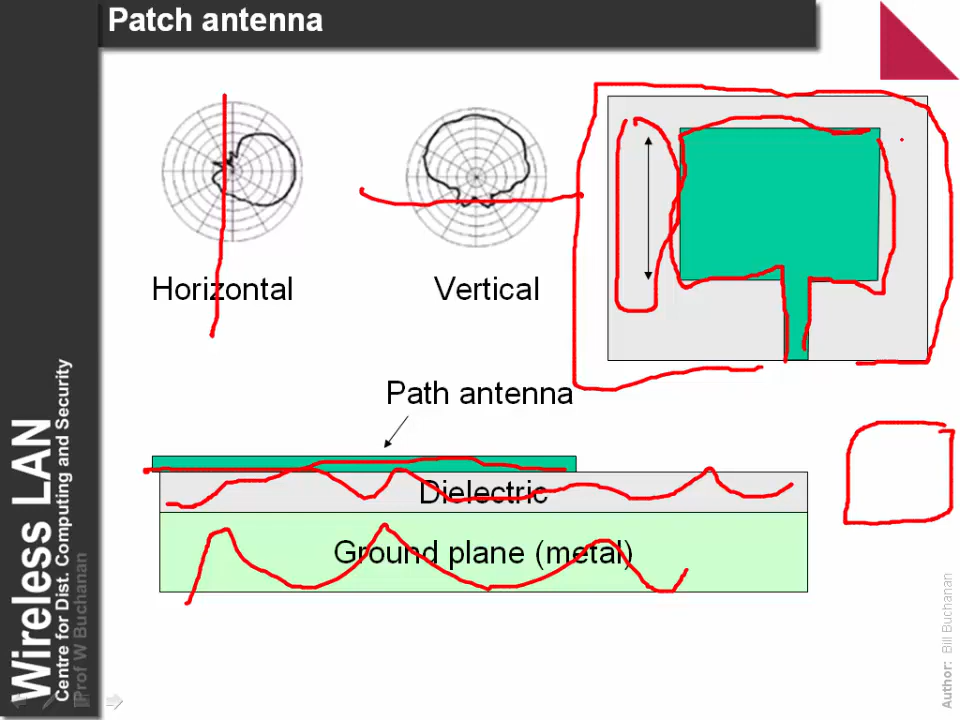 Patch antenna
Horizontal
Vertical
Path antenna
Dielectric
Ground plane (metal)
Wireless LAN
Centre for Dist. Computing and Security
Prof W Buchanan
Author: Bill Buchanan